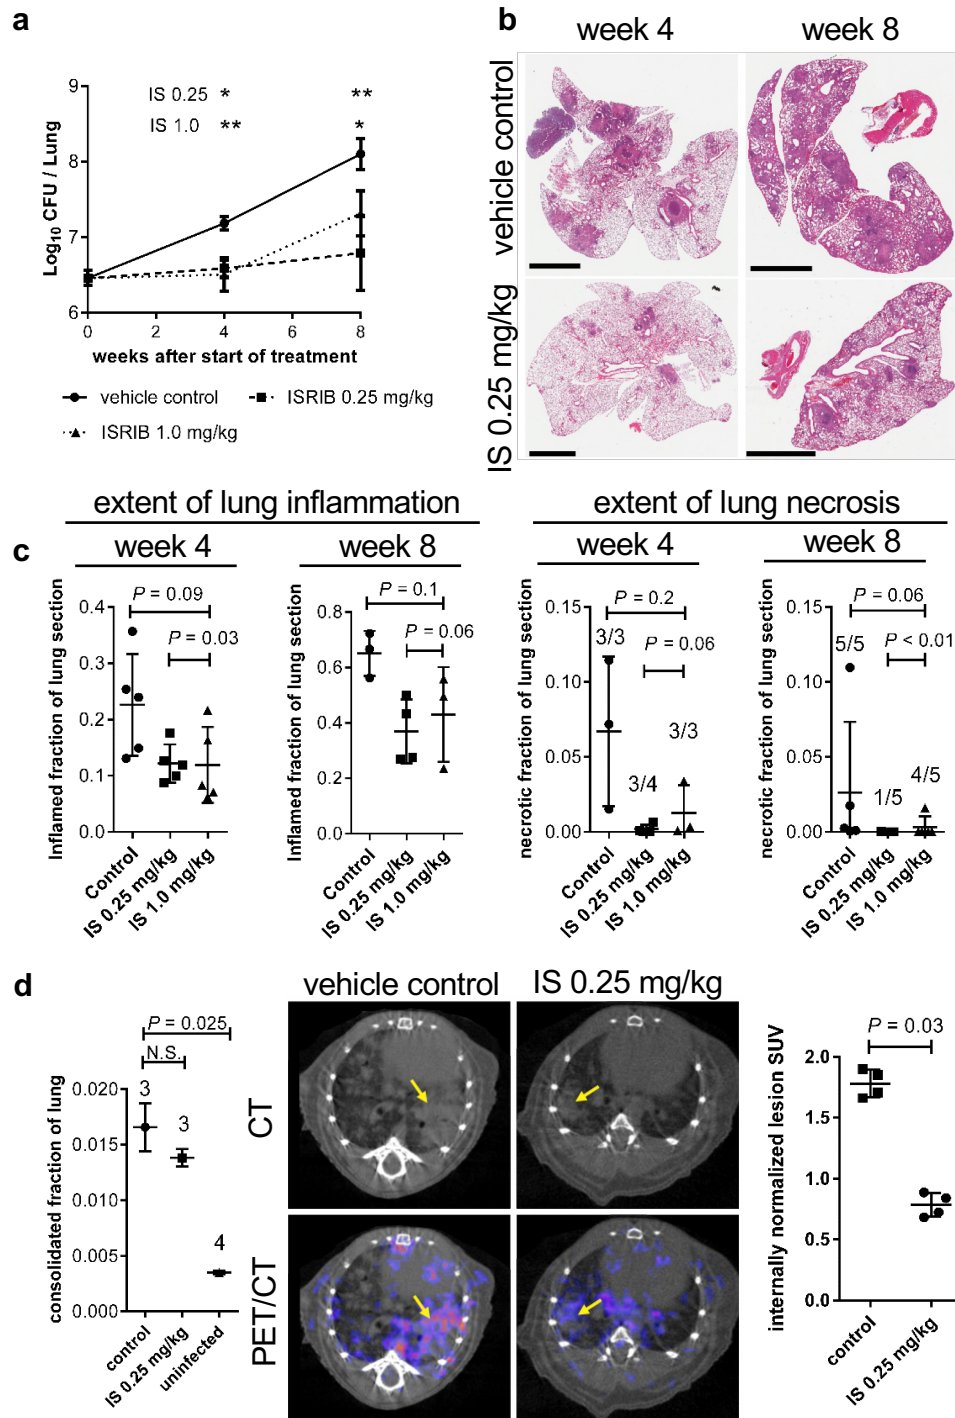 a
IS 0.25 * **
IS 1.0 ** *
Log10 CFU / Lung
9
8
7
6
0 2 4 6 8
weeks after start of treatment
vehicle control
ISRIB 0.25 mg/kg
ISRIB 1.0 mg/kg
b
week 4 week 8
vehicle control
IS 0.25 mg/kg
c
extent of lung inflammation
week 4
P = 0.09
P = 0.03
Inflamed fraction of lung section
0.4
0.3
0.2
0.1
0.0
Control
IS 0.25 mg/kg
IS 1.0 mg/kg
week 8
P = 0.1
P = 0.06
Inflamed fraction of lung section
0.8
0.6
0.4
0.2
0.0
Control
IS 0.25 mg/kg
IS 1.0 mg/kg
extent of lung necrosis
week 4
P = 0.2
P = 0.06
necrotic fraction of lung section
0.15
0.10
0.05
0.00
3/3
3/4
3/3
Control
IS 0.25 mg/kg
IS 1.0 mg/kg
week 8
P = 0.06
P < 0.01
necrotic fraction of lung section
0.15
0.10
0.05
0.00
5/5
1/5
4/5
Control
IS 0.25 mg/kg
IS 1.0 mg/kg
d
P = 0.025
N.S.
consolidated fraction of lung
0.020
0.015
0.010
0.005
0.000
3
3
4
control
IS 0.25 mg/kg
uninfected
vehicle control IS 0.25 mg/kg
CT
PET/CT
P = 0.03
internally normalized lesion SUV
2.0
1.5
1.0
0.5
0.0
control
IS 0.25 mg/kg